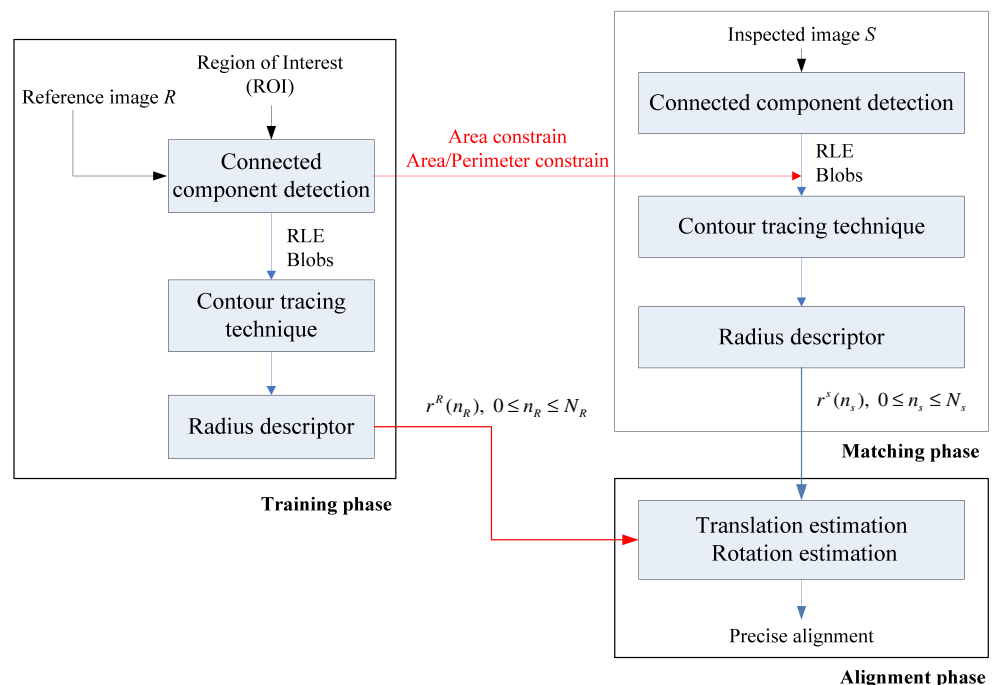 Reference image R
Region of Interest
(ROI)
Connected
component detection
RLE
Blobs
Contour tracing
technique
Radius descriptor
Training phase
Area constrain
Area/Perimeter constrain
r^R(n_R), 0 ≤ n_R ≤ N_R
Inspected image S
Connected component detection
RLE
Blobs
Contour tracing technique
Radius descriptor
r^s(n_s), 0 ≤ n_s ≤ N_s
Matching phase
Translation estimation
Rotation estimation
Precise alignment
Alignment phase